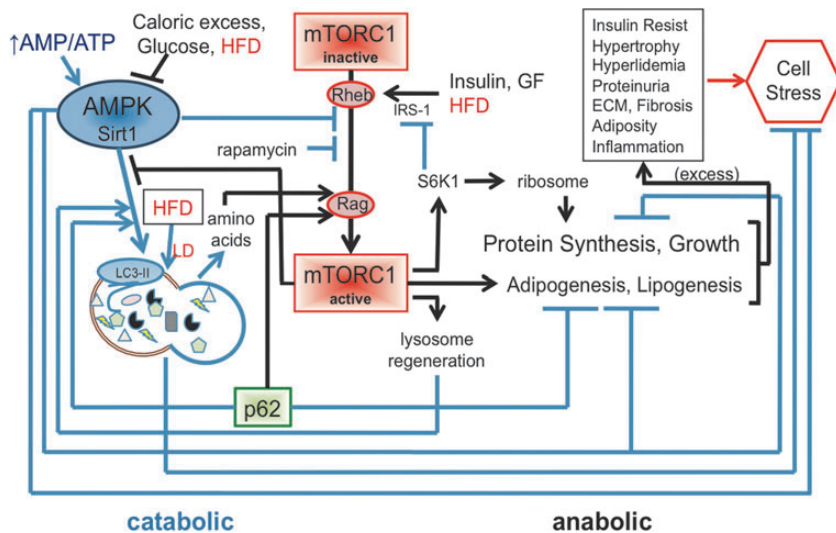 ↑AMP/ATP
Caloric excess,
Glucose, HFD
AMPK
Sirt1
mTORC1
inactive
Rheb
Insulin, GF
HFD
IRS-1
rapamycin
Insulin Resist
Hypertrophy
Hyperlidemia
Proteinuria
ECM, Fibrosis
Adiposity
Inflammation
Cell
Stress
(excess)
S6K1
ribosome
HFD
amino
acids
Rag
LD
LC3-II
mTORC1
active
Protein Synthesis, Growth
Adipogenesis, Lipogenesis
lysosome
regeneration
p62
catabolic
anabolic